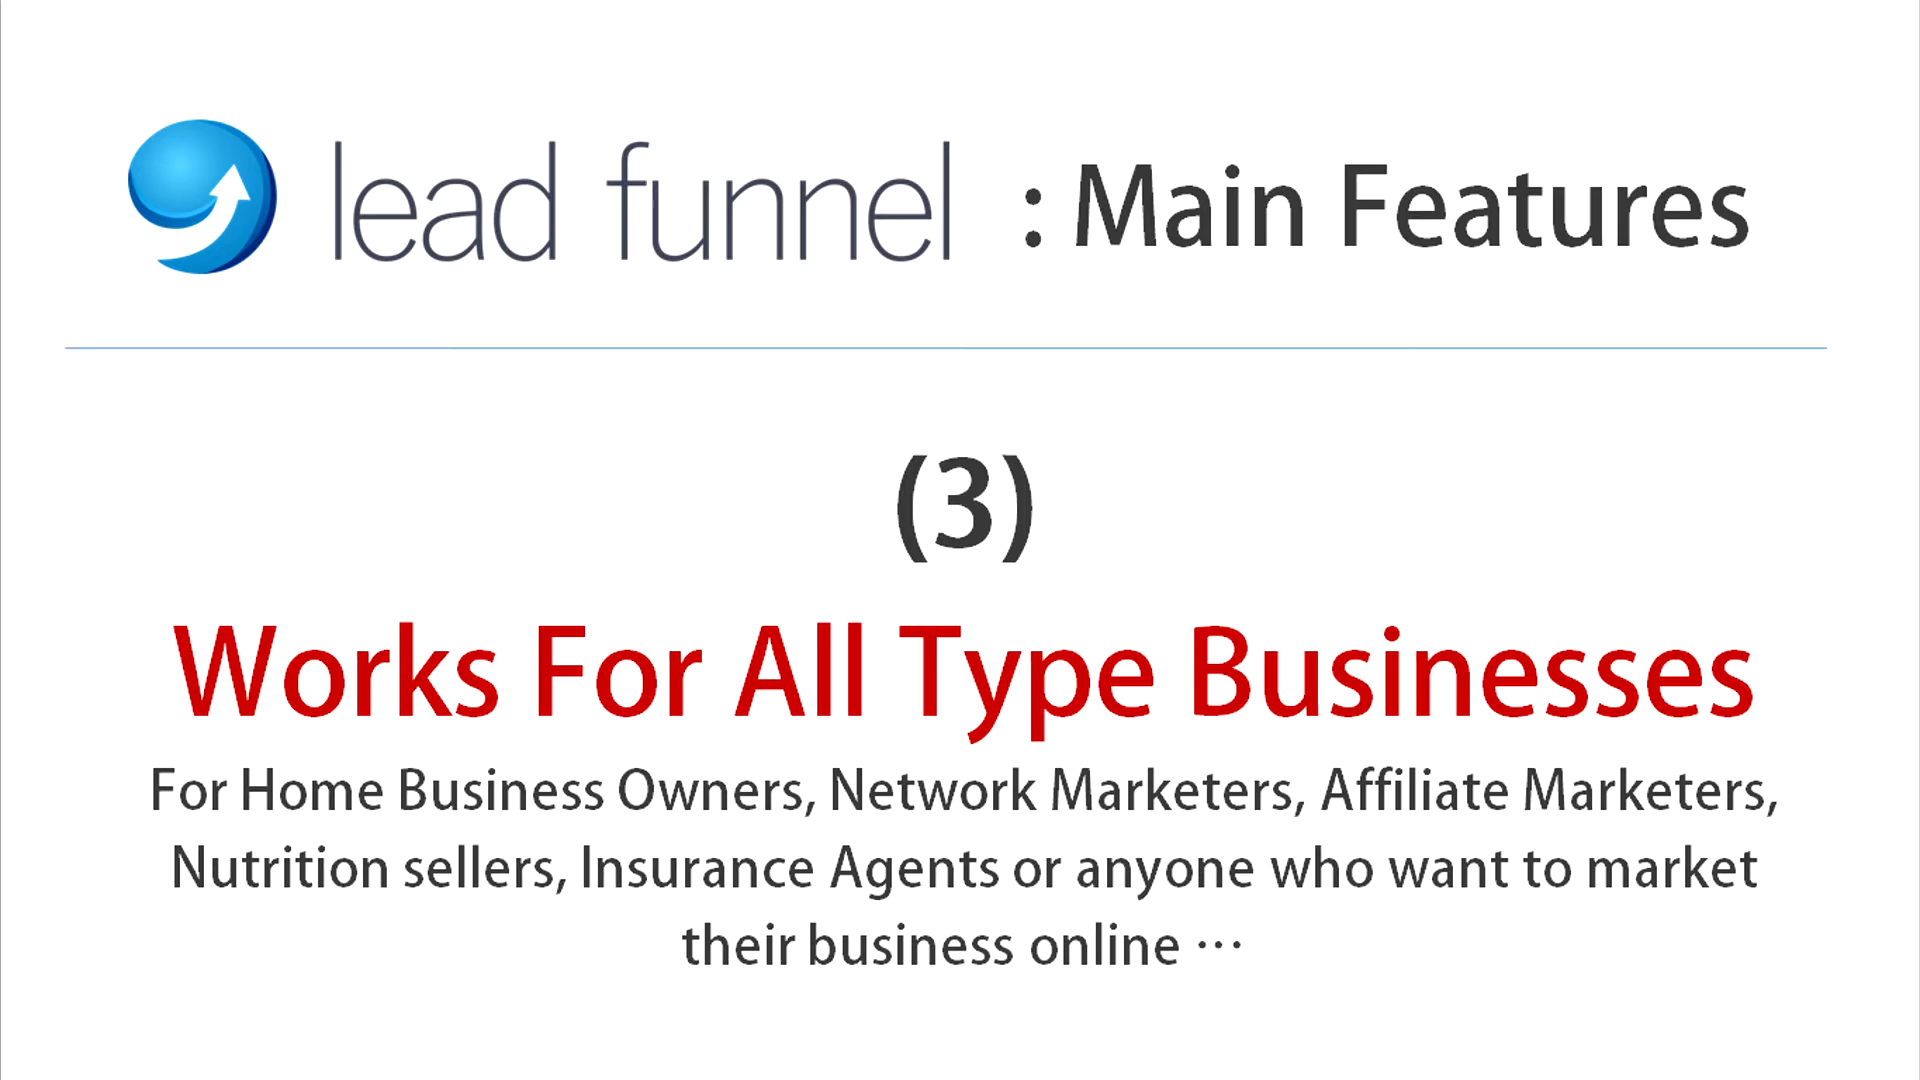 lead funnel : Main Features
(3)
Works For All Type Businesses
For Home Business Owners, Network Marketers, Affiliate Marketers,
Nutrition sellers, Insurance Agents or anyone who want to market
their business online ⋯